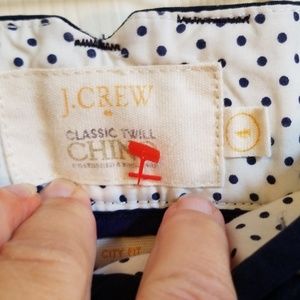 J.CREW
CLASSIC TWILL
CHINO
CITY FIT